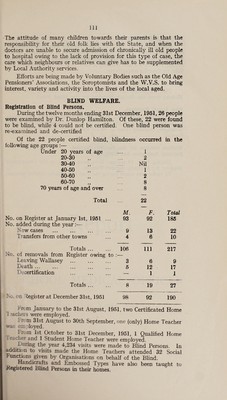 111
The attitude of many children towards their parents is that the
responsibility for their old folk lies with the State, and when the
doctors are unable to secure admission of chronically ill old people
to hospital owing to the lack of provision for this type of case, the
care which neighbours or relatives can give has to be supplemented
by Local Authority services.
Efforts are being made by Voluntary Bodies such as the Old Age
Pensioners' Associations, the Soroptomists and the W.V.S. to bring
interest, variety and activity into the lives of the local aged.
BLIND WELFARE.
Registration of Blind Persons.
During the twelve months ending 31st December, 1951, 26 people
were examined by Dr. Dunlop Hamilton. Of these, 22 were found
to be blind, while 4 could not be certified. One blind person was
re-examined and de-certified
Of the 22 people certified blind, blindness occurred in the
following age groups :—
Under 20 years of age ... 1
20-30 ,, ... 2
30-40 ,, ... Nil
40-50 ,, ... 1
50-60 ,, ... 2
60-70 ,, ... 8
70 years of age and over ... 8
Total ... 22
M. F. Total
No. on Register at January 1st, 1951 ... 93 92 185
No. added during the year :—
New cases ... 9 13 22
Transfers from other towns ... 4 6 10
Totals ... 106 111 217
No. of removals from Register owing to :—
Leaving Wallasey ... 3 6 9
Death ... 5 12 17
Decertification ... — 1 1
Totals ... 8 19 27
No. on Register at December 31st, 1951 98 92 190
From January to the 31st August, 1951, two Certificated Home
Teachers were employed.
From 31st August to 30th September, one (only) Home Teacher
was employed.
From 1st October to 31st December, 1951, 1 Qualified Home
Teacher and 1 Student Home Teacher were employed.
During the year 4,234 visits were made to Blind Persons. In
addition to visits made the Home Teachers attended 32 Social
Functions given by Organisations on behalf of the Blind.
Handicrafts and Embossed Types have also been taught to
Registered Blind Persons in their homes.